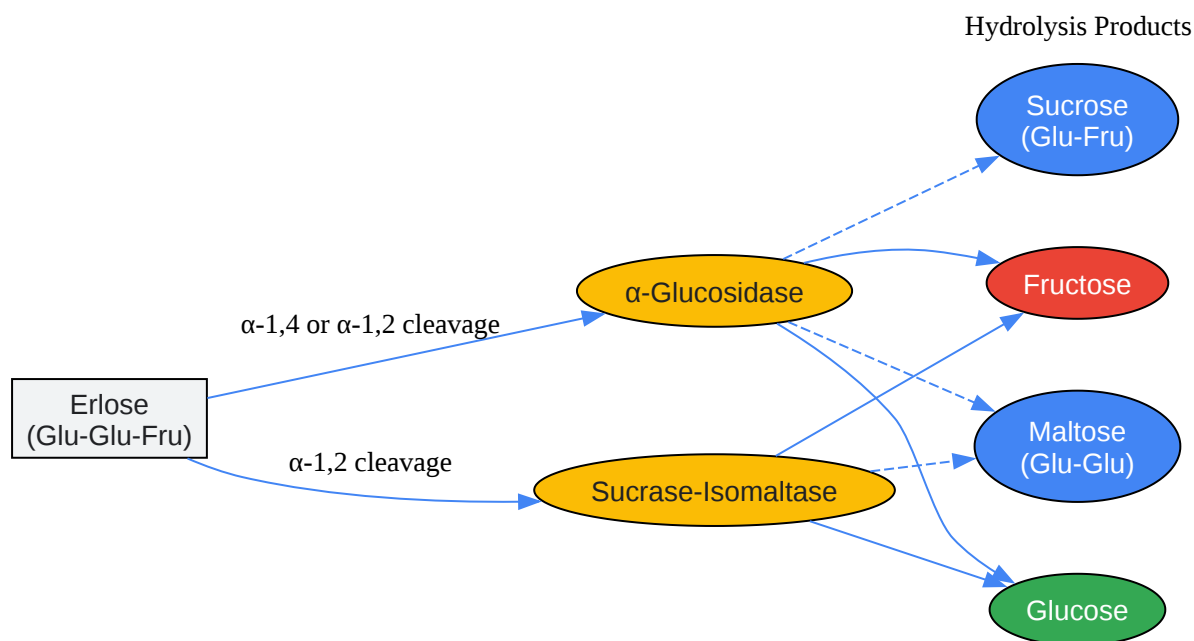 Hydrolysis Products
Sucrose
(Glu-Fru)
α-Glucosidase
Fructose
α-1,4 or α-1,2 cleavage
Erlose
(Glu-Glu-Fru)
Maltose
(Glu-Glu)
α-1,2 cleavage
Sucrase-Isomaltase
Glucose